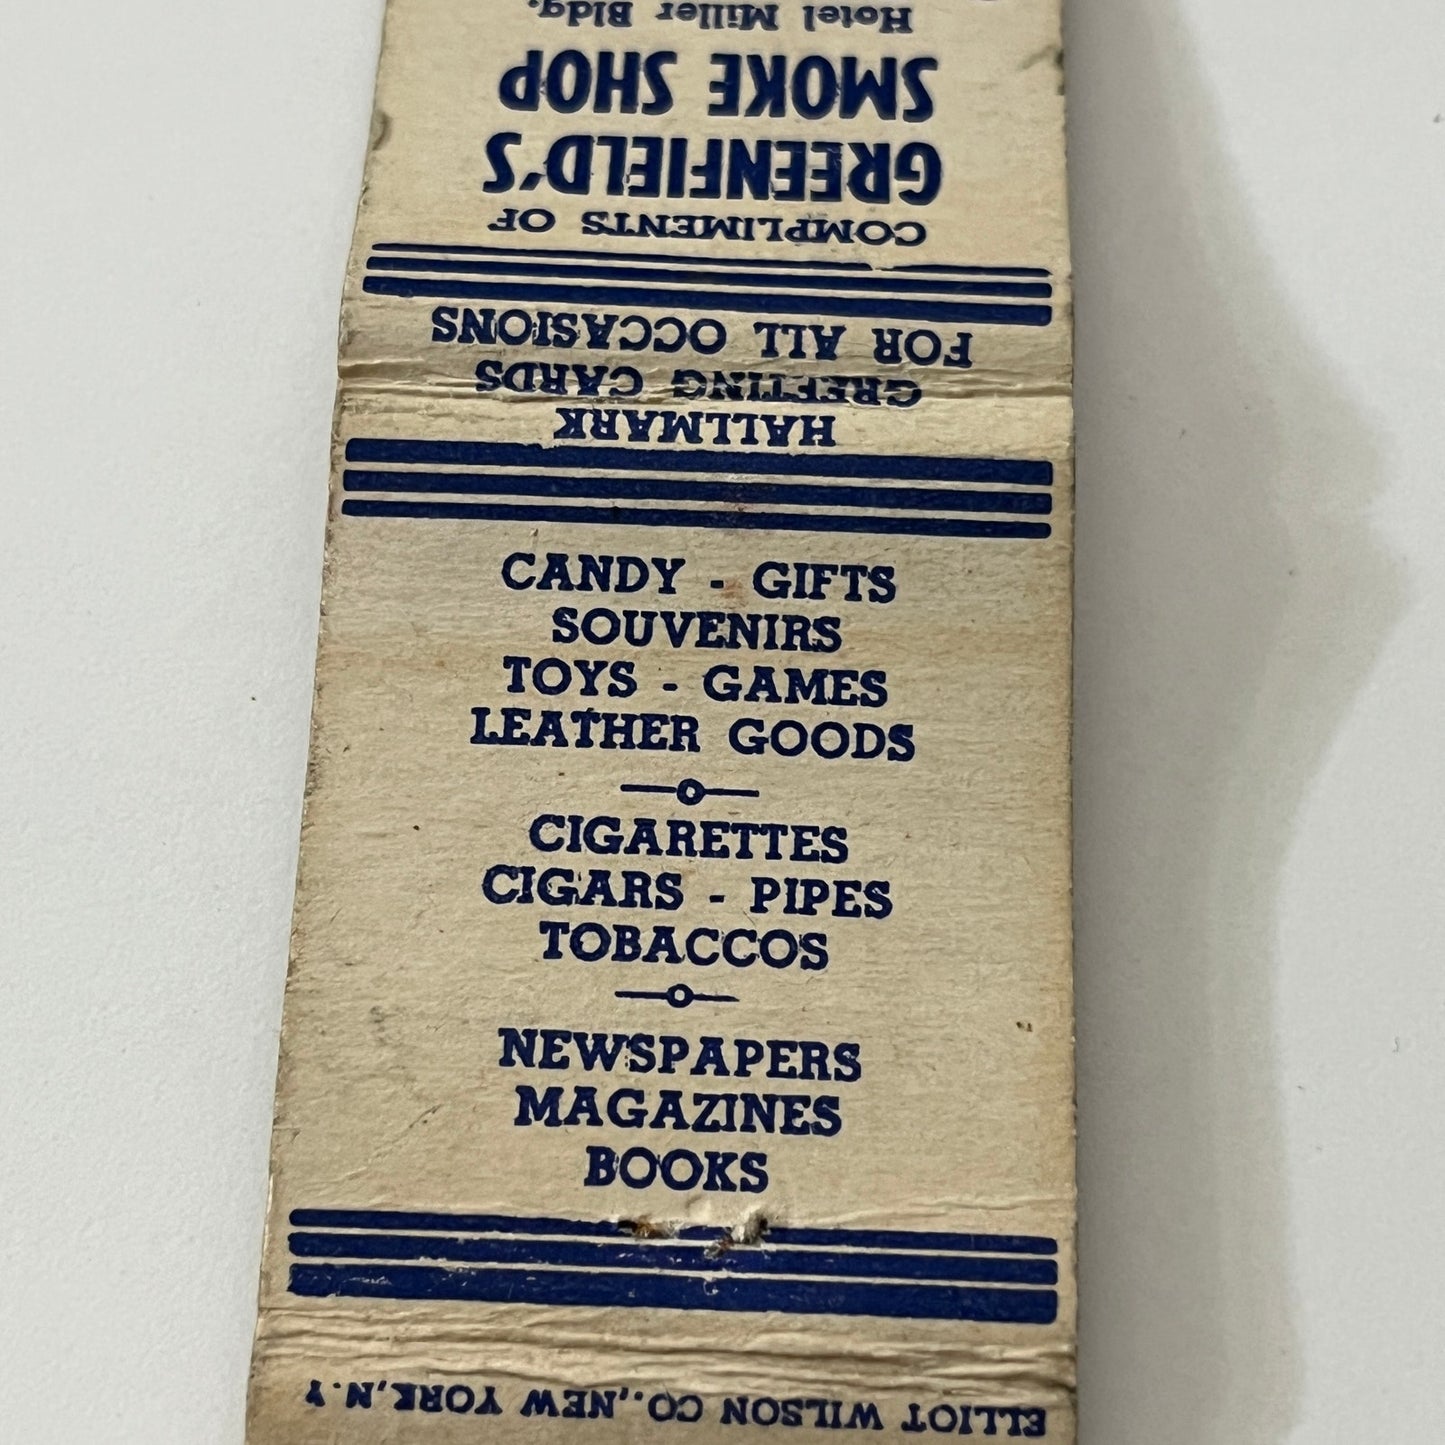 COMPLIMENTS OF
GREENFIELD'S
SMOKE SHOP
Hotel Miller Bldg.
HALLMARK
GREETING CARDS
FOR ALL OCCASIONS
CANDY - GIFTS
SOUVENIRS
TOYS - GAMES
LEATHER GOODS
CIGARETTES
CIGARS - PIPES
TOBACCOS
NEWSPAPERS
MAGAZINES
BOOKS
ELLIOT WILSON CO., NEW YORK, N.Y